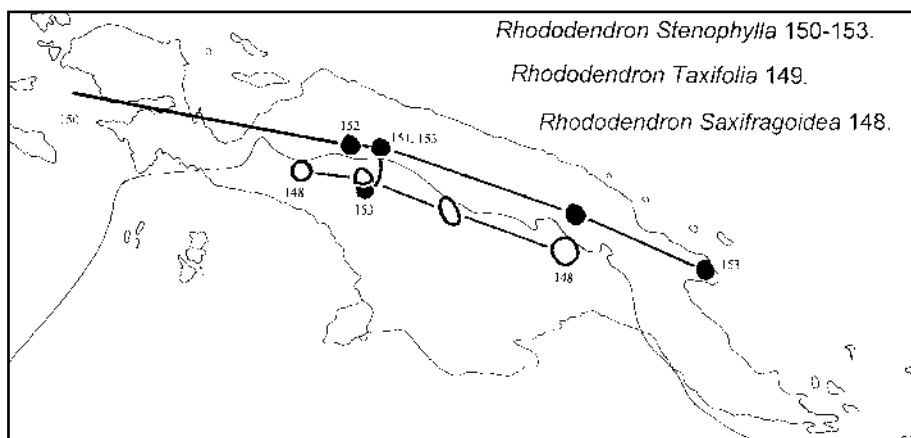 Rhododendron Stenophylla 150-153.
Rhododendron Taxifolia 149.
Rhododendron Saxifragoidea 148.
150
152
151, 153
148
153
148
153